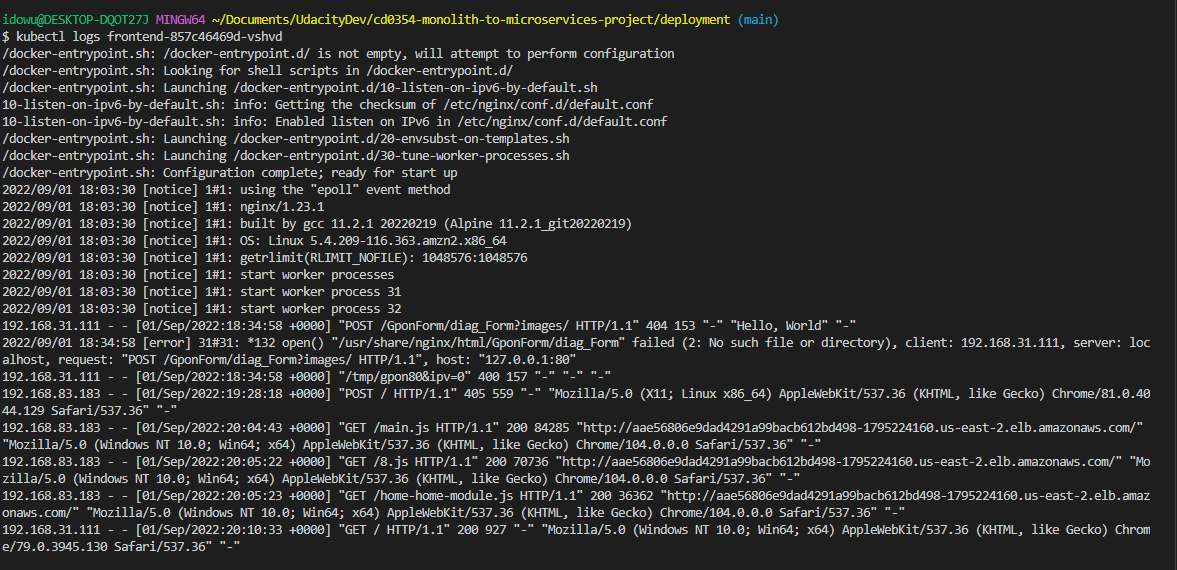 idowu@DESKTOP-DQOT27J MINGW64 ~/Documents/UdacityDev/cd0354-monolith-to-microservices-project/deployment (main)
$ kubectl logs frontend-857c46469d-vshvd
/docker-entrypoint.sh: /docker-entrypoint.d/ is not empty, will attempt to perform configuration
/docker-entrypoint.sh: Looking for shell scripts in /docker-entrypoint.d/
/docker-entrypoint.sh: Launching /docker-entrypoint.d/10-listen-on-ipv6-by-default.sh
10-listen-on-ipv6-by-default.sh: info: Getting the checksum of /etc/nginx/conf.d/default.conf
10-listen-on-ipv6-by-default.sh: info: Enabled listen on IPv6 in /etc/nginx/conf.d/default.conf
/docker-entrypoint.sh: Launching /docker-entrypoint.d/20-envsubst-on-templates.sh
/docker-entrypoint.sh: Launching /docker-entrypoint.d/30-tune-worker-processes.sh
/docker-entrypoint.sh: Configuration complete; ready for start up
2022/09/01 18:03:30 [notice] 1#1: using the "epoll" event method
2022/09/01 18:03:30 [notice] 1#1: nginx/1.23.1
2022/09/01 18:03:30 [notice] 1#1: built by gcc 11.2.1 20220219 (Alpine 11.2.1_git20220219)
2022/09/01 18:03:30 [notice] 1#1: OS: Linux 5.4.209-116.363.amzn2.x86_64
2022/09/01 18:03:30 [notice] 1#1: getrlimit(RLIMIT_NOFILE): 1048576:1048576
2022/09/01 18:03:30 [notice] 1#1: start worker processes
2022/09/01 18:03:30 [notice] 1#1: start worker process 31
2022/09/01 18:03:30 [notice] 1#1: start worker process 32
192.168.31.111 - - [01/Sep/2022:18:34:58 +0000] "POST /GponForm/diag_Form?images/ HTTP/1.1" 404 153 "-" "Hello, World" "-"
2022/09/01 18:34:58 [error] 31#31: *132 open() "/usr/share/nginx/html/GponForm/diag_Form" failed (2: No such file or directory), client: 192.168.31.111, server: loc
alhost, request: "POST /GponForm/diag_Form?images/ HTTP/1.1", host: "127.0.0.1:80"
192.168.31.111 - - [01/Sep/2022:18:34:58 +0000] "/tmp/gpon80&ipv=0" 400 157 "-" "-" "-"
192.168.83.183 - - [01/Sep/2022:19:28:18 +0000] "POST / HTTP/1.1" 405 559 "-" "Mozilla/5.0 (X11; Linux x86_64) AppleWebKit/537.36 (KHTML, like Gecko) Chrome/81.0.40
44.129 Safari/537.36" "-"
192.168.83.183 - - [01/Sep/2022:20:04:43 +0000] "GET /main.js HTTP/1.1" 200 84285 "http://aae56806e9dad4291a99bacb612bd498-1795224160.us-east-2.elb.amazonaws.com/"
"Mozilla/5.0 (Windows NT 10.0; Win64; x64) AppleWebKit/537.36 (KHTML, like Gecko) Chrome/104.0.0.0 Safari/537.36" "-"
192.168.83.183 - - [01/Sep/2022:20:05:22 +0000] "GET /8.js HTTP/1.1" 200 70736 "http://aae56806e9dad4291a99bacb612bd498-1795224160.us-east-2.elb.amazonaws.com/" "Mo
zilla/5.0 (Windows NT 10.0; Win64; x64) AppleWebKit/537.36 (KHTML, like Gecko) Chrome/104.0.0.0 Safari/537.36" "-"
192.168.83.183 - - [01/Sep/2022:20:05:23 +0000] "GET /home-home-module.js HTTP/1.1" 200 36362 "http://aae56806e9dad4291a99bacb612bd498-1795224160.us-east-2.elb.amaz
onaws.com/" "Mozilla/5.0 (Windows NT 10.0; Win64; x64) AppleWebKit/537.36 (KHTML, like Gecko) Chrome/104.0.0.0 Safari/537.36" "-"
192.168.31.111 - - [01/Sep/2022:20:10:33 +0000] "GET / HTTP/1.1" 200 927 "-" "Mozilla/5.0 (Windows NT 10.0; Win64; x64) AppleWebKit/537.36 (KHTML, like Gecko) Chrom
e/79.0.3945.130 Safari/537.36" "-"